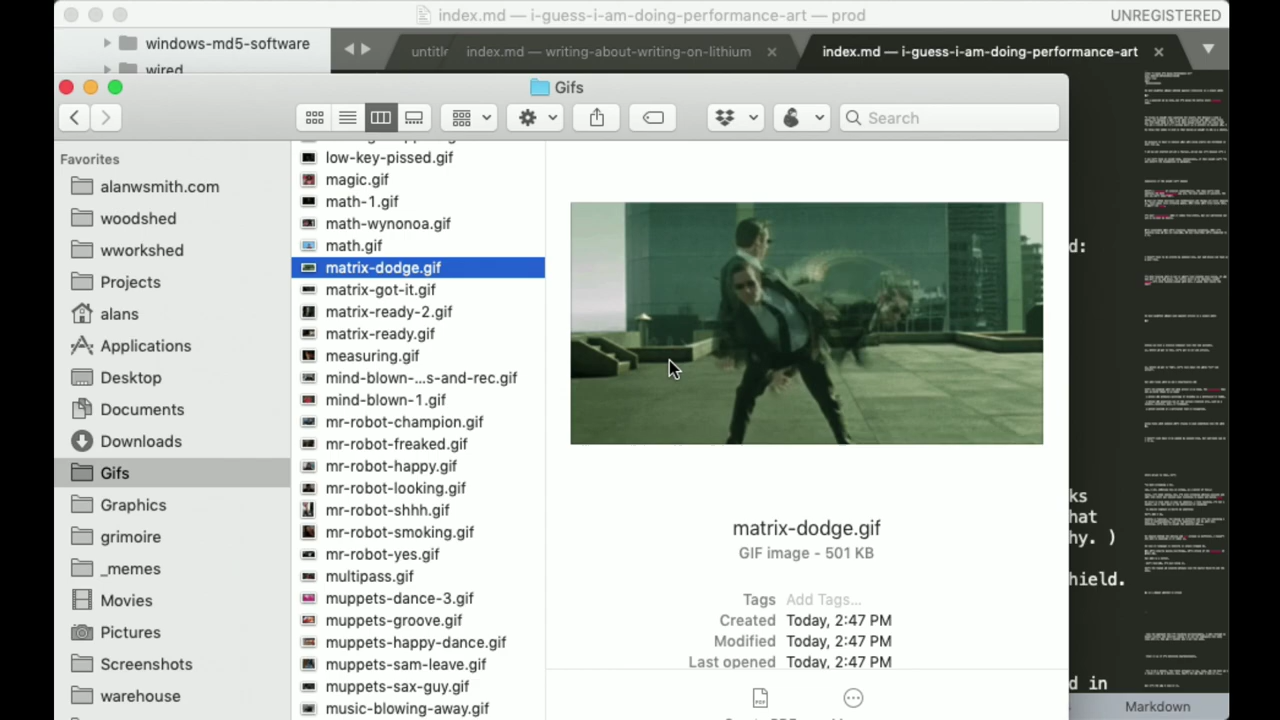 index.md — i-guess-i-am-doing-performance-art — prod
UNREGISTERED
windows-md5-software
wired
untitle
index.md — writing-about-writing-on-lithium
index.md — i-guess-i-am-doing-performance-art
Gifs
Search
Favorites
alanwsmith.com
woodshed
wworkshed
Projects
alans
Applications
Desktop
Documents
Downloads
Gifs
Graphics
grimoire
_memes
Movies
Pictures
Screenshots
warehouse
low-key-pissed.gif
magic.gif
math-1.gif
math-wynonoa.gif
math.gif
matrix-dodge.gif
matrix-got-it.gif
matrix-ready-2.gif
matrix-ready.gif
measuring.gif
mind-blown-...s-and-rec.gif
mind-blown-1.gif
mr-robot-champion.gif
mr-robot-freaked.gif
mr-robot-happy.gif
mr-robot-looking.gif
mr-robot-shhh.gif
mr-robot-smoking.gif
mr-robot-yes.gif
multipass.gif
muppets-dance-3.gif
muppets-groove.gif
muppets-happy-dance.gif
muppets-sam-leave.gif
muppets-sax-guy.gif
music-blowing-away.gif
matrix-dodge.gif
GIF image - 501 KB
Tags Add Tags...
Created Today, 2:47 PM
Modified Today, 2:47 PM
Last opened Today, 2:47 PM
d:
ks
hat
hy. )
hield.
d in
Markdown